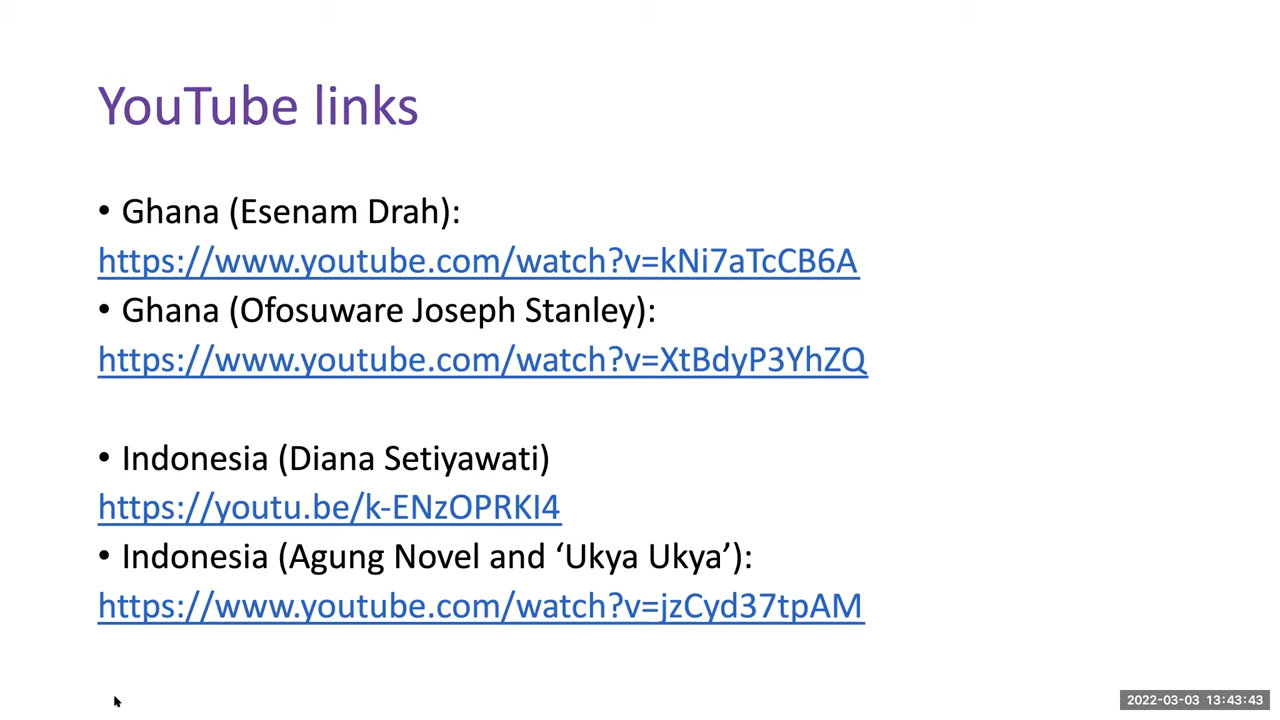 YouTube links
• Ghana (Esenam Drah):
https://www.youtube.com/watch?v=kNi7aTcCB6A
• Ghana (Ofosuware Joseph Stanley):
https://www.youtube.com/watch?v=XtBdyP3YhZQ
• Indonesia (Diana Setiyawati)
https://youtu.be/k-ENzOPRKI4
• Indonesia (Agung Novel and ‘Ukya Ukya’):
https://www.youtube.com/watch?v=jzCyd37tpAM
2022-03-03 13:43:43